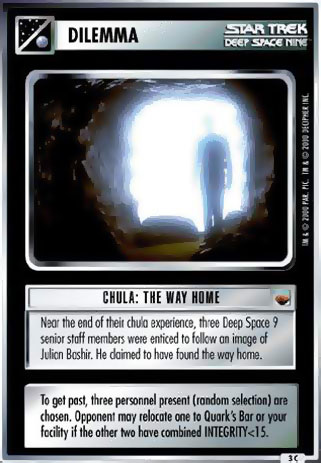 DILEMMA
STAR TREK
DEEP SPACE NINE
TM & © 2000 PAR. PIC. TM & © 2000 DECIPHER INC.
CHULA: THE WAY HOME
Near the end of their chula experience, three Deep Space 9
senior staff members were enticed to follow an image of
Julian Bashir. He claimed to have found the way home.
To get past, three personnel present (random selection) are
chosen. Opponent may relocate one to Quark's Bar or your
facility if the other two have combined INTEGRITY<15.
3 C